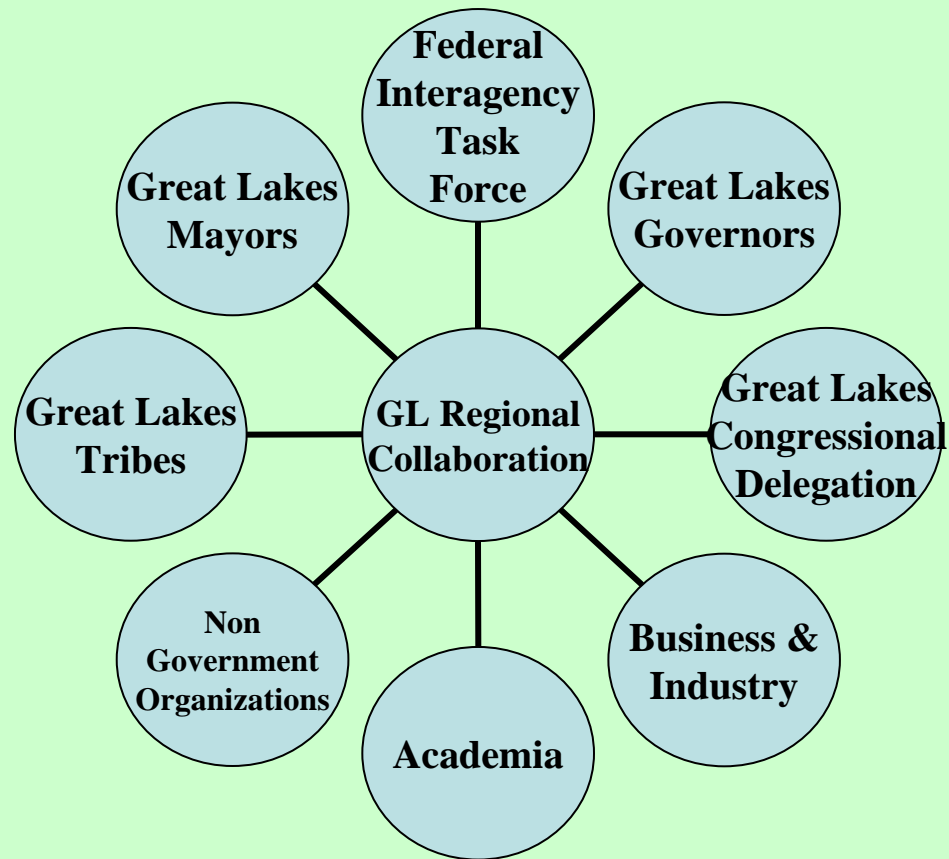 Federal
Interagency
Task
Force
Great Lakes
Mayors
Great Lakes
Governors
Great Lakes
Tribes
GL Regional
Collaboration
Great Lakes
Congressional
Delegation
Non
Government
Organizations
Business &
Industry
Academia